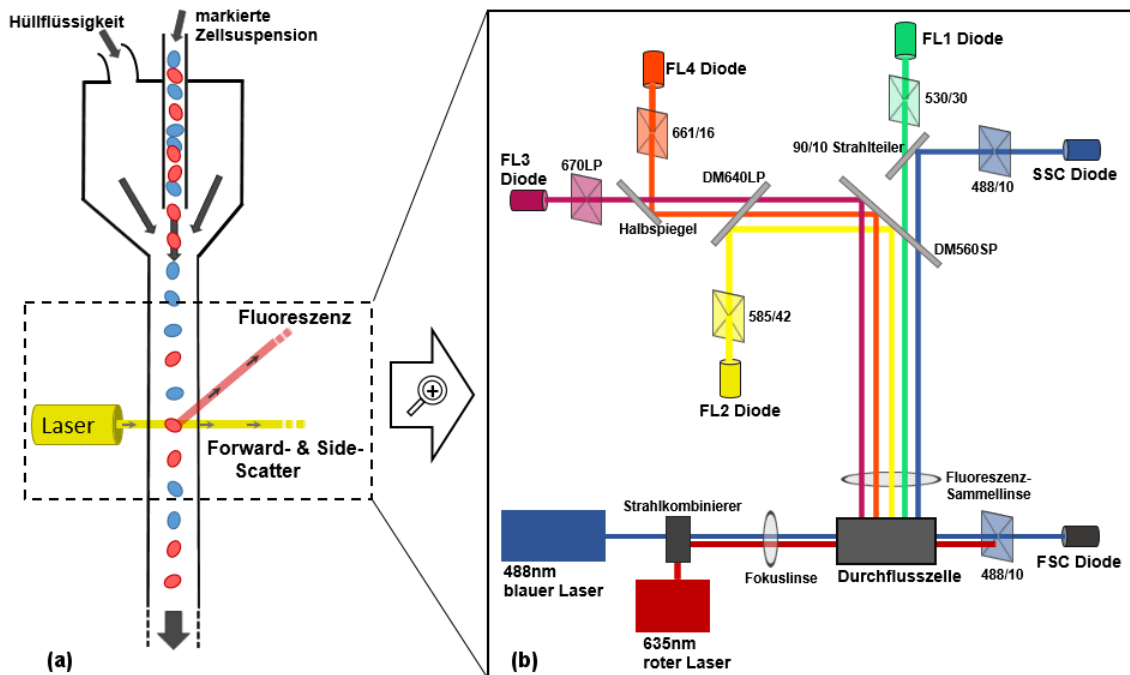 Hüllflüssigkeit
markierte
Zellsuspension
Fluoreszenz
Laser
Forward- & Side-
Scatter
(a)
FL1 Diode
FL4 Diode
530/30
661/16
90/10 Strahlteiler
488/10
SSC Diode
FL3
Diode
670LP
DM640LP
Halbspiegel
DM560SP
585/42
FL2 Diode
Fluoreszenz-
Sammellinse
Strahlkombinierer
488nm
blauer Laser
Fokuslinse
Durchflusszelle
488/10
FSC Diode
635nm
roter Laser
(b)